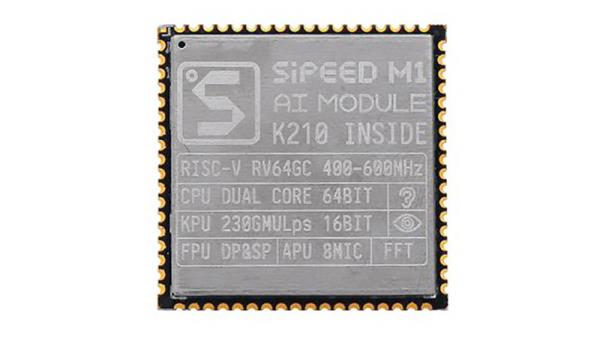 S
SiPEED M1
AI MODULE
K210 INSIDE
RISC-V RV64GC 400-600MHz
CPU DUAL CORE 64BIT
KPU 230GMULps 16BIT
FPU DP&SP APU 8MIC FFT